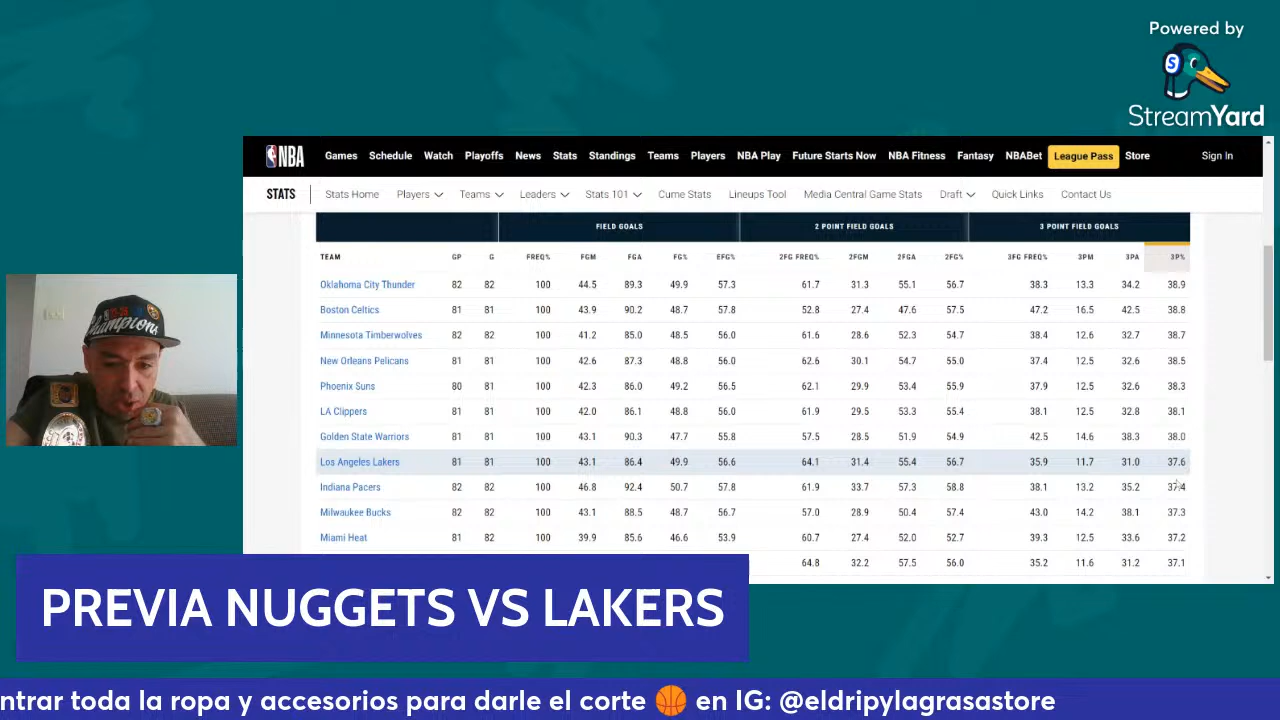 Powered by
StreamYard
NBA Games Schedule Watch Playoffs News Stats Standings Teams Players NBA Play Future Starts Now NBA Fitness Fantasy NBABet League Pass Store Sign In
STATS Stats Home Players Teams Leaders Stats 101 Cume Stats Lineups Tool Media Central Game Stats Draft Quick Links Contact Us
FIELD GOALS 2 POINT FIELD GOALS 3 POINT FIELD GOALS
TEAM GP G FREQ% FGM FGA FG% EFG% 2FG FREQ% 2FGM 2FGA 2FG% 3FG FREQ% 3PM 3PA 3P%
Oklahoma City Thunder 82 82 100 44.5 89.3 49.9 57.3 61.7 31.3 55.1 56.7 38.3 13.3 34.2 38.9
Boston Celtics 81 81 100 43.9 90.2 48.7 57.8 52.8 27.4 47.6 57.5 47.2 16.5 42.5 38.8
Minnesota Timberwolves 82 82 100 41.2 85.0 48.5 56.0 61.6 28.6 52.3 54.7 38.4 12.6 32.7 38.7
New Orleans Pelicans 81 81 100 42.6 87.3 48.8 56.0 62.6 30.1 54.7 55.0 37.4 12.5 32.6 38.5
Phoenix Suns 80 81 100 42.3 86.0 49.2 56.5 62.1 29.9 53.4 55.9 37.9 12.5 32.6 38.3
LA Clippers 81 81 100 42.0 86.1 48.8 56.0 61.9 29.5 53.3 55.4 38.1 12.5 32.8 38.1
Golden State Warriors 81 81 100 43.1 90.3 47.7 55.8 57.5 28.5 51.9 54.9 42.5 14.6 38.3 38.0
Los Angeles Lakers 81 81 100 43.1 86.4 49.9 56.6 64.1 31.4 55.4 56.7 35.9 11.7 31.0 37.6
Indiana Pacers 82 82 100 46.8 92.4 50.7 57.8 61.9 33.7 57.3 58.8 38.1 13.2 35.2 37.4
Milwaukee Bucks 82 82 100 43.1 88.5 48.7 56.7 57.0 28.9 50.4 57.4 43.0 14.2 38.1 37.3
Miami Heat 81 82 100 39.9 85.6 46.6 53.9 60.7 27.4 52.0 52.7 39.3 12.5 33.6 37.2
64.8 32.2 57.5 56.0 35.2 11.6 31.2 37.1
PREVIA NUGGETS VS LAKERS
ntrar toda la ropa y accesorios para darle el corte 🏀 en IG: @eldripylagrasastore